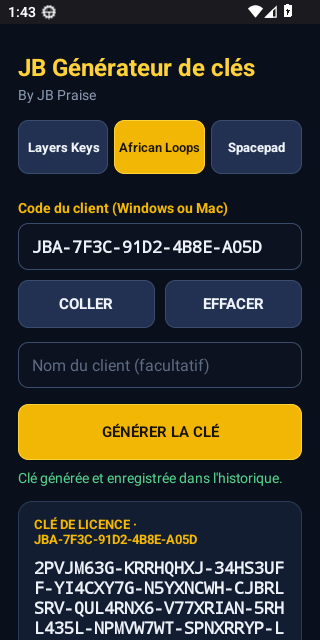 1:43
JB Générateur de clés
By JB Praise
Layers Keys
African Loops
Spacepad
Code du client (Windows ou Mac)
JBA-7F3C-91D2-4B8E-A05D
COLLER
EFFACER
Nom du client (facultatif)
GÉNÉRER LA CLÉ
Clé générée et enregistrée dans l'historique.
CLÉ DE LICENCE ·
JBA-7F3C-91D2-4B8E-A05D
2PVJM63G-KRRHQHXJ-34HS3UF
F-YI4CXY7G-N5YXNCWH-CJBRL
SRV-QUL4RNX6-V77XRIAN-5RH
L435L-NPMVW7WT-SPNXRRYP-L